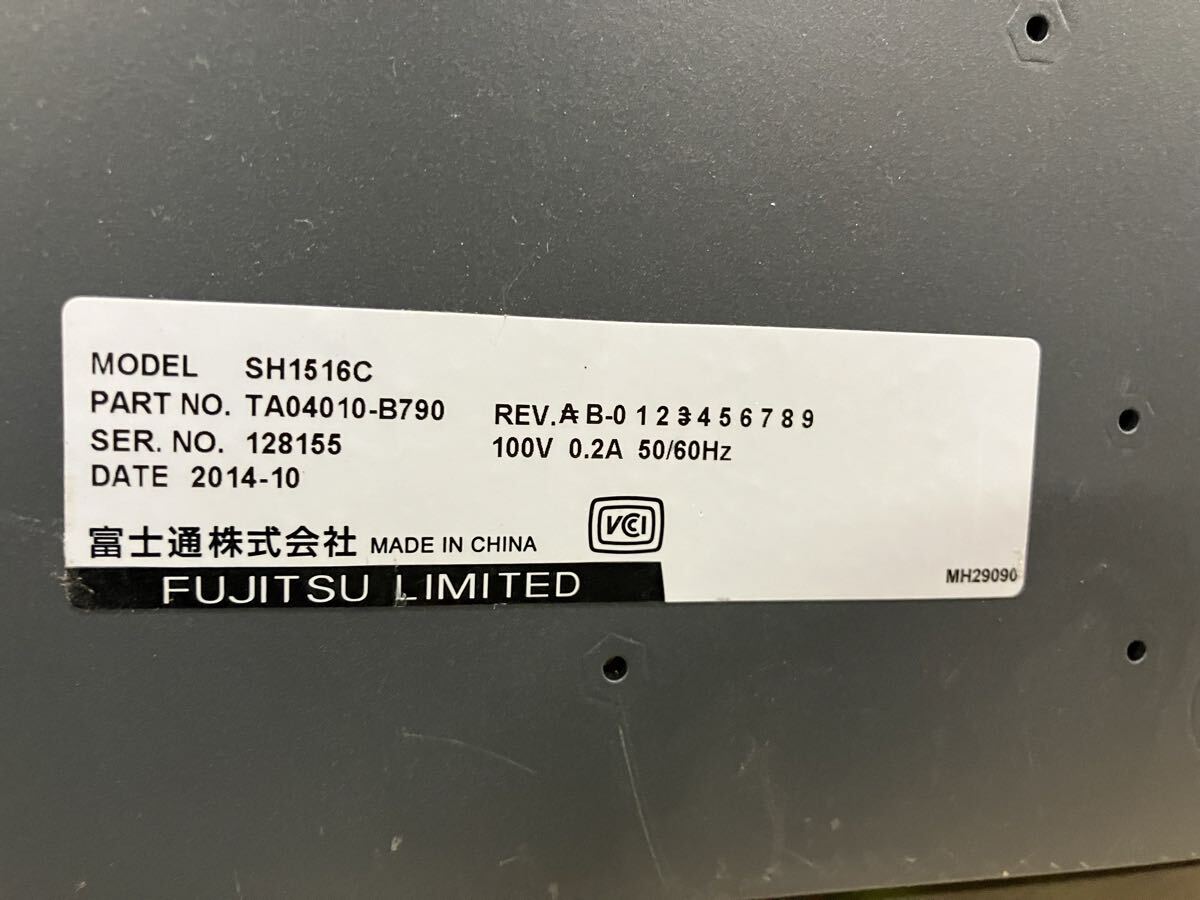 MODEL SH1516C
PART NO. TA04010-B790 REV. A B-0 1 2 3 4 5 6 7 8 9
SER. NO. 128155 100V 0.2A 50/60Hz
DATE 2014-10
富士通株式会社 MADE IN CHINA VCCI
FUJITSU LIMITED MH29090